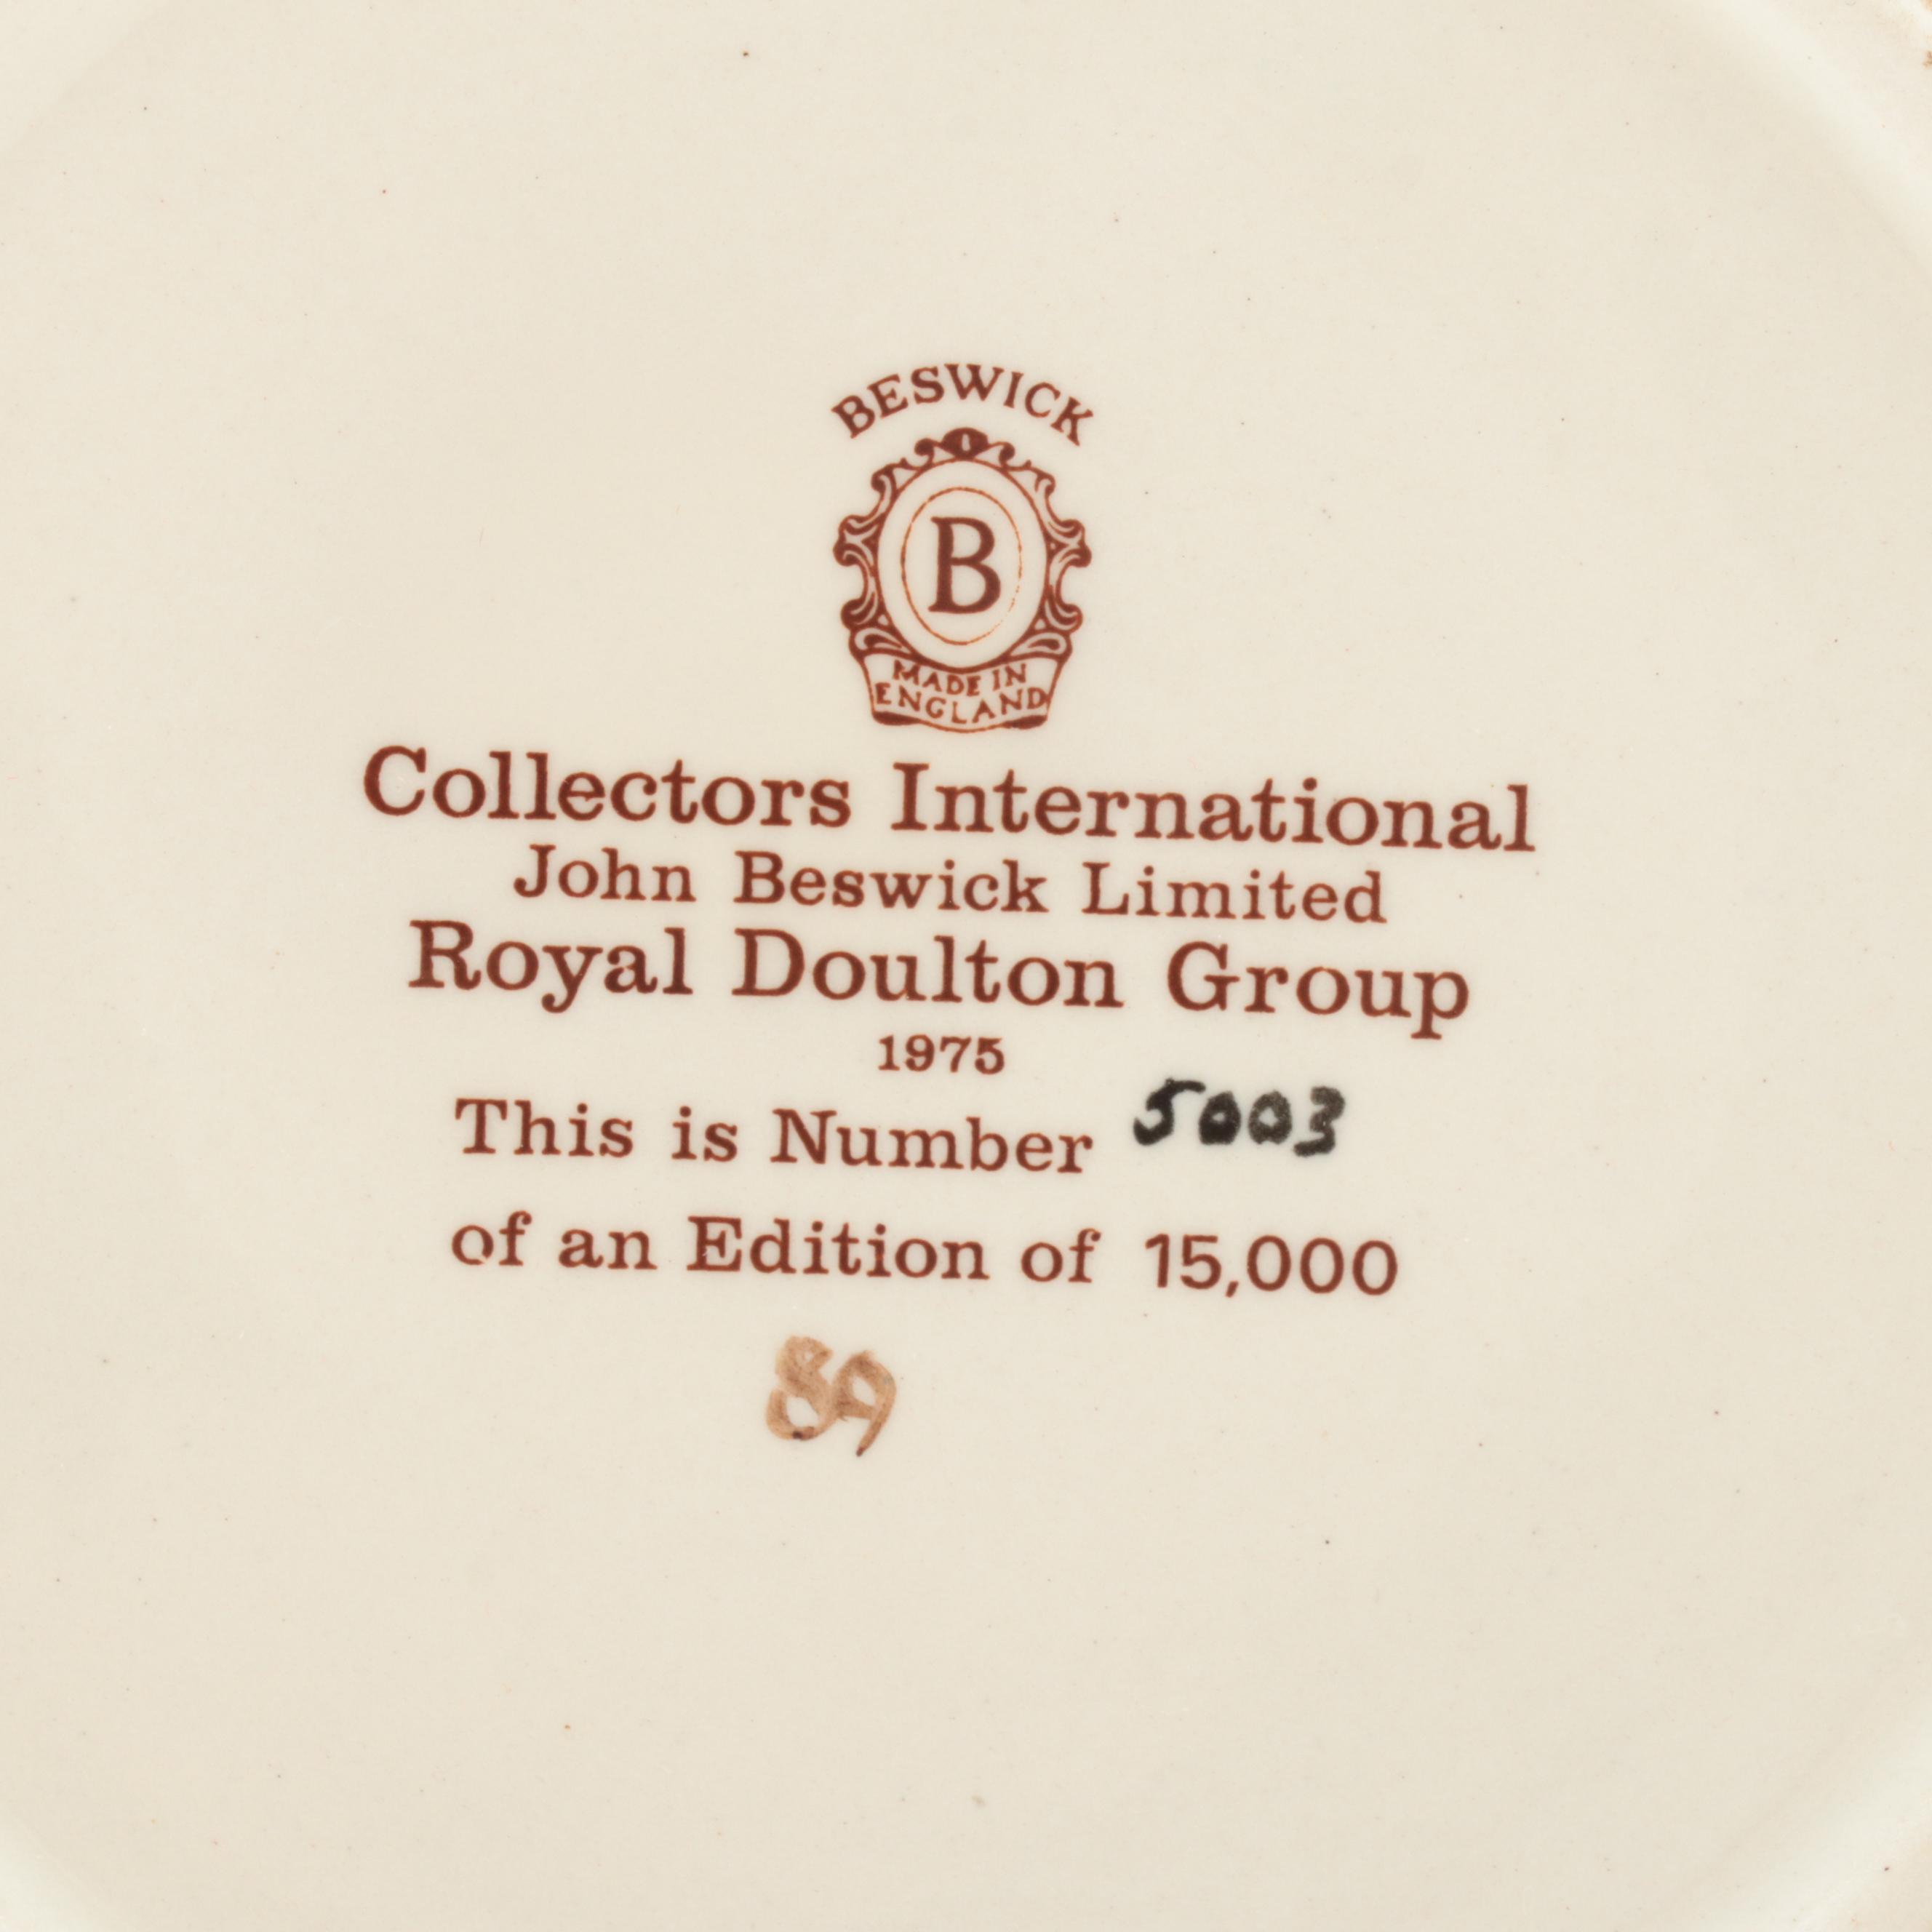 BESWICK
B
MADE IN
ENGLAND
Collectors International
John Beswick Limited
Royal Doulton Group
1975
This is Number 5003
of an Edition of 15,000
89